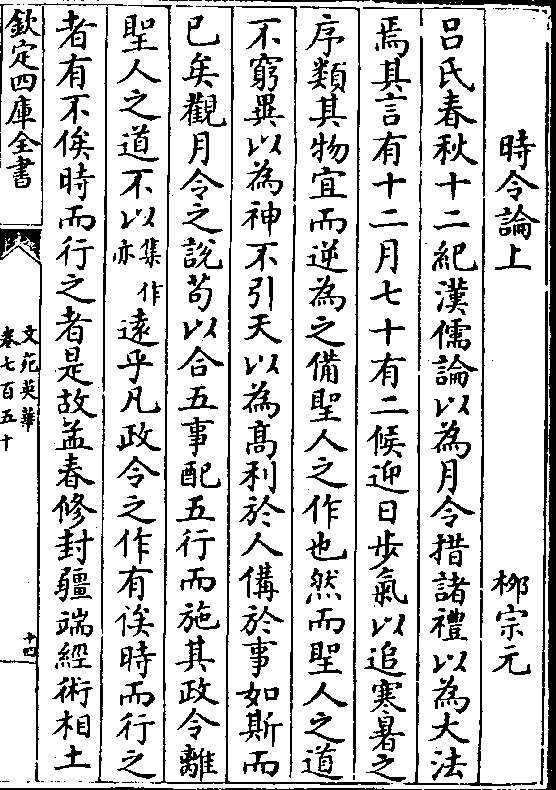 時令論上 柳宗元
呂氏春秋十二紀漢儒論以為月令措諸禮以為大法
焉其言有十二月七十有二候迎日步氣以追寒暑之
序類其物宜而逆為之備聖人之作也然而聖人之道
不窮異以為神不引天以為髙利於人備於事如斯而
已矣觀月令之說茍以合五事配五行而施其政令離
聖人之道不以集作亦逺乎凡政令之作有俟時而行之
者有不俟時而行之者是故孟春修封疆端經術相土
欽定四庫全書
文苑英華
卷七百五十
十四